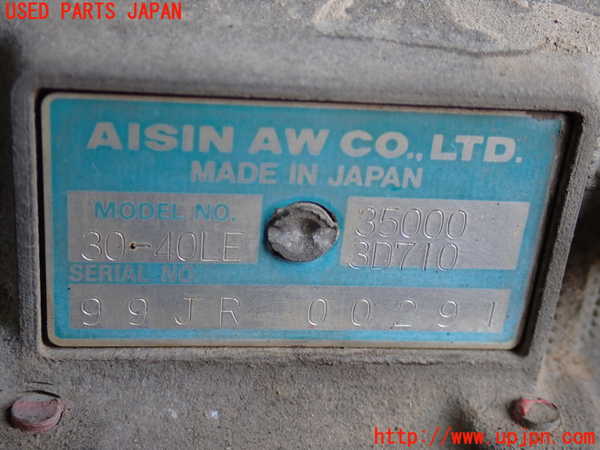 USED PARTS JAPAN
AISIN AW CO., LTD.
MADE IN JAPAN
MODEL NO.
30-40LE
35000
3D710
SERIAL NO.
99JR 00291
http://www.upjpn.com